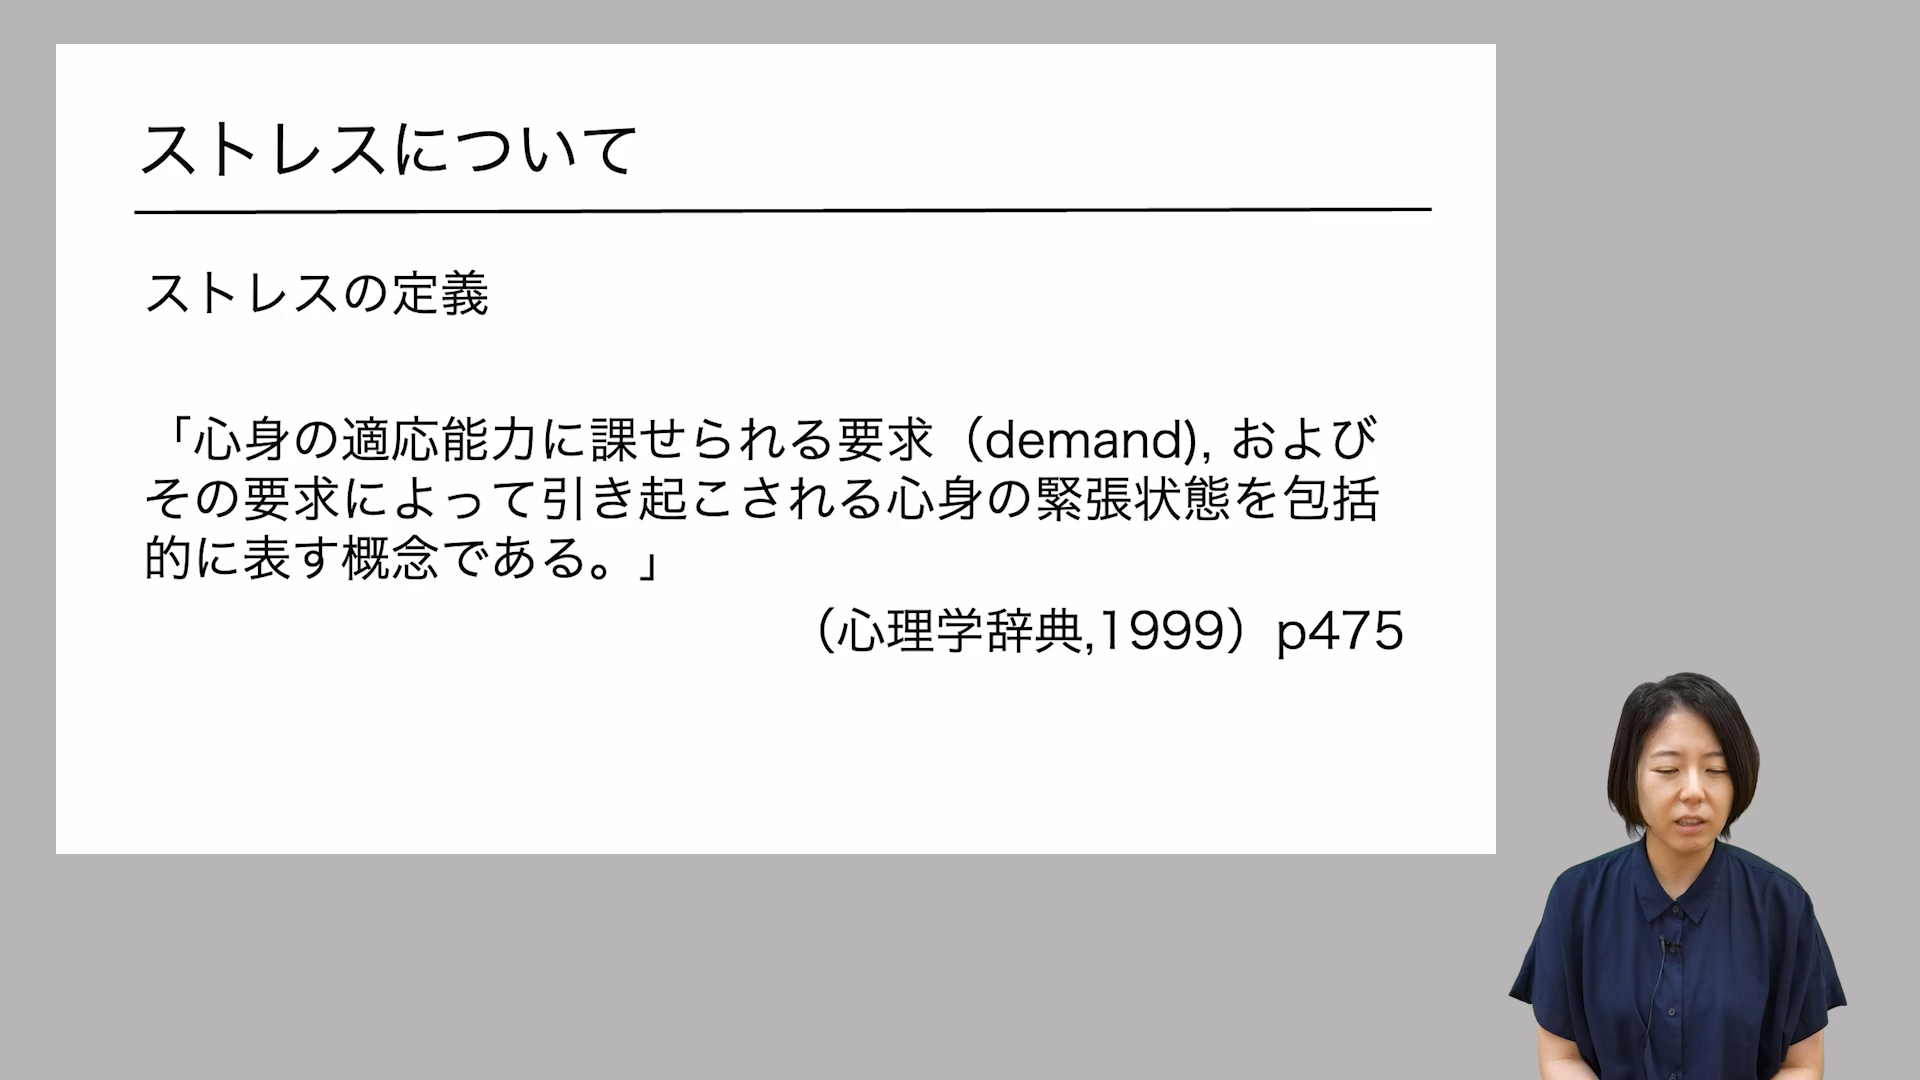 ストレスについて
ストレスの定義
「心身の適応能力に課せられる要求（demand), および
その要求によって引き起こされる心身の緊張状態を包括
的に表す概念である。」
（心理学辞典,1999）p475